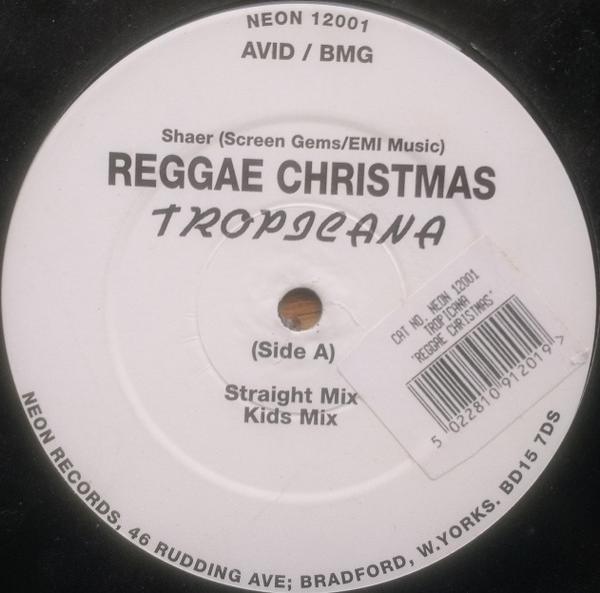 NEON 12001
AVID / BMG
Shaer (Screen Gems/EMI Music)
REGGAE CHRISTMAS
TROPICANA
CAT NO. NEON 12001
TROPICANA
"REGGAE CHRISTMAS"
5 022810 912019 >
(Side A)
Straight Mix
Kids Mix
NEON RECORDS, 46 RUDDING AVE; BRADFORD, W.YORKS. BD15 7DS